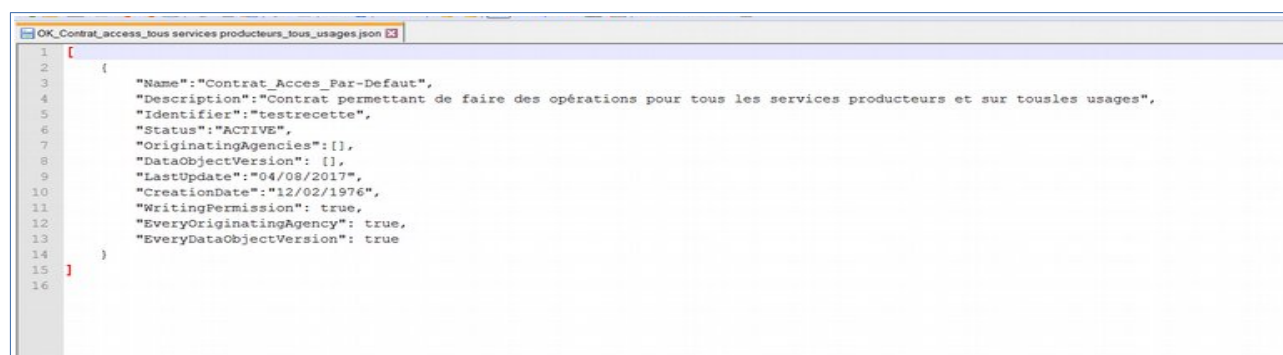 OK_Contrat_access_tous services producteurs_tous_usages.json
1 [
2 {
3 "Name":"Contrat_Acces_Par-Defaut",
4 "Description":"Contrat permettant de faire des opérations pour tous les services producteurs et sur tousles usages",
5 "Identifier":"testrecette",
6 "Status":"ACTIVE",
7 "OriginatingAgencies":[],
8 "DataObjectVersion": [],
9 "LastUpdate":"04/08/2017",
10 "CreationDate":"12/02/1976",
11 "WritingPermission": true,
12 "EveryOriginatingAgency": true,
13 "EveryDataObjectVersion": true
14 }
15 ]
16